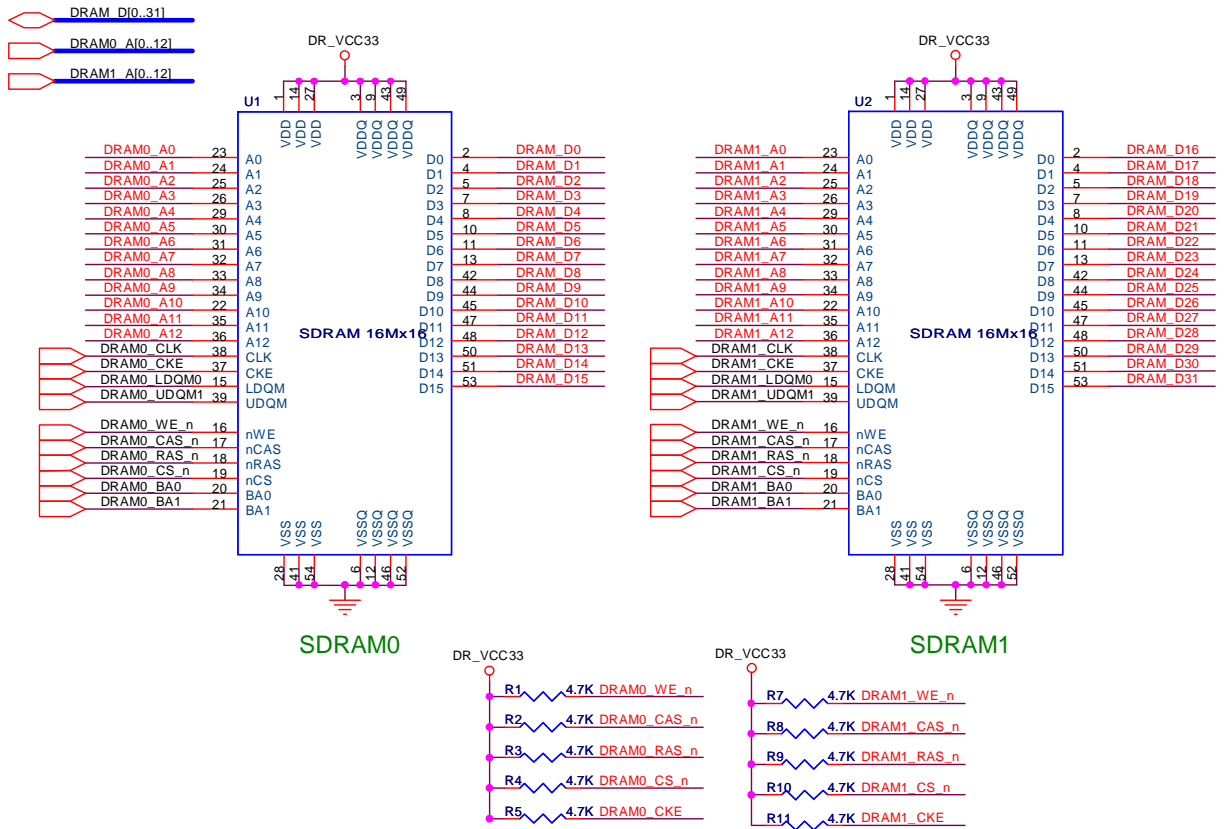 DRAM_D[0..31]
DRAM0_A[0..12]
DRAM1_A[0..12]
DR_VCC33
DR_VCC33
U1
1 14 27 3 9 43 49
VDD VDD VDD VDDQ VDDQ VDDQ VDDQ
DRAM0_A0 23 A0 D0 2 DRAM_D0
DRAM0_A1 24 A1 D1 4 DRAM_D1
DRAM0_A2 25 A2 D2 5 DRAM_D2
DRAM0_A3 26 A3 D3 7 DRAM_D3
DRAM0_A4 29 A4 D4 8 DRAM_D4
DRAM0_A5 30 A5 D5 10 DRAM_D5
DRAM0_A6 31 A6 D6 11 DRAM_D6
DRAM0_A7 32 A7 D7 13 DRAM_D7
DRAM0_A8 33 A8 D8 42 DRAM_D8
DRAM0_A9 34 A9 D9 44 DRAM_D9
DRAM0_A10 22 A10 D10 45 DRAM_D10
DRAM0_A11 35 A11 D11 47 DRAM_D11
DRAM0_A12 36 A12 SDRAM 16Mx16 D12 48 DRAM_D12
DRAM0_CLK 38 CLK D13 50 DRAM_D13
DRAM0_CKE 37 CKE D14 51 DRAM_D14
DRAM0_LDQM0 15 LDQM D15 53 DRAM_D15
DRAM0_UDQM1 39 UDQM
DRAM0_WE_n 16 nWE
DRAM0_CAS_n 17 nCAS
DRAM0_RAS_n 18 nRAS
DRAM0_CS_n 19 nCS
DRAM0_BA0 20 BA0
DRAM0_BA1 21 BA1
VSS VSS VSS VSSQ VSSQ VSSQ VSSQ
28 41 54 6 12 46 52
SDRAM0
U2
1 14 27 3 9 43 49
VDD VDD VDD VDDQ VDDQ VDDQ VDDQ
DRAM1_A0 23 A0 D0 2 DRAM_D16
DRAM1_A1 24 A1 D1 4 DRAM_D17
DRAM1_A2 25 A2 D2 5 DRAM_D18
DRAM1_A3 26 A3 D3 7 DRAM_D19
DRAM1_A4 29 A4 D4 8 DRAM_D20
DRAM1_A5 30 A5 D5 10 DRAM_D21
DRAM1_A6 31 A6 D6 11 DRAM_D22
DRAM1_A7 32 A7 D7 13 DRAM_D23
DRAM1_A8 33 A8 D8 42 DRAM_D24
DRAM1_A9 34 A9 D9 44 DRAM_D25
DRAM1_A10 22 A10 D10 45 DRAM_D26
DRAM1_A11 35 A11 D11 47 DRAM_D27
DRAM1_A12 36 A12 SDRAM 16Mx16 D12 48 DRAM_D28
DRAM1_CLK 38 CLK D13 50 DRAM_D29
DRAM1_CKE 37 CKE D14 51 DRAM_D30
DRAM1_LDQM0 15 LDQM D15 53 DRAM_D31
DRAM1_UDQM1 39 UDQM
DRAM1_WE_n 16 nWE
DRAM1_CAS_n 17 nCAS
DRAM1_RAS_n 18 nRAS
DRAM1_CS_n 19 nCS
DRAM1_BA0 20 BA0
DRAM1_BA1 21 BA1
VSS VSS VSS VSSQ VSSQ VSSQ VSSQ
28 41 54 6 12 46 52
SDRAM1
DR_VCC33
R1 4.7K DRAM0_WE_n
R2 4.7K DRAM0_CAS_n
R3 4.7K DRAM0_RAS_n
R4 4.7K DRAM0_CS_n
R5 4.7K DRAM0_CKE
DR_VCC33
R7 4.7K DRAM1_WE_n
R8 4.7K DRAM1_CAS_n
R9 4.7K DRAM1_RAS_n
R10 4.7K DRAM1_CS_n
R11 4.7K DRAM1_CKE